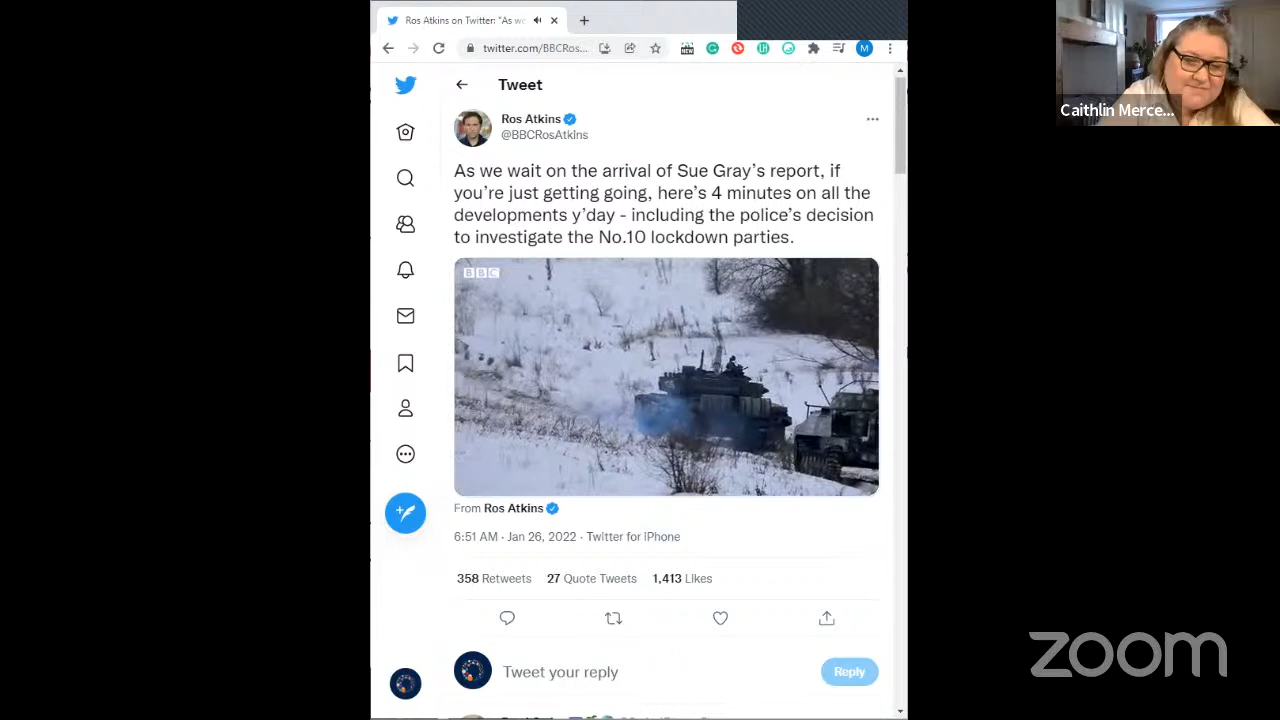 Ros Atkins on Twitter: "As wo
twitter.com/BBCRos...
NEW
M
Tweet
Ros Atkins
@BBCRosAtkins
As we wait on the arrival of Sue Gray's report, if
you're just getting going, here's 4 minutes on all the
developments y'day - including the police's decision
to investigate the No.10 lockdown parties.
BBC
From Ros Atkins
6:51 AM · Jan 26, 2022 · Twitter for iPhone
358 Retweets 27 Quote Tweets 1,413 Likes
Tweet your reply
Reply
Caithlin Merce...
zoom